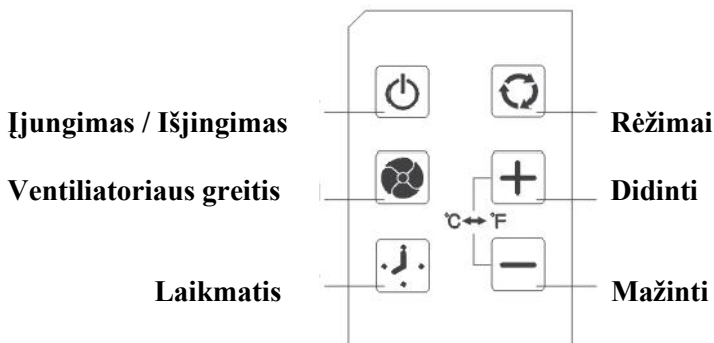 Įjungimas / Išjingimas
Rėžimai
Ventiliatoriaus greitis
Didinti
°C ↔ °F
Laikmatis
Mažinti